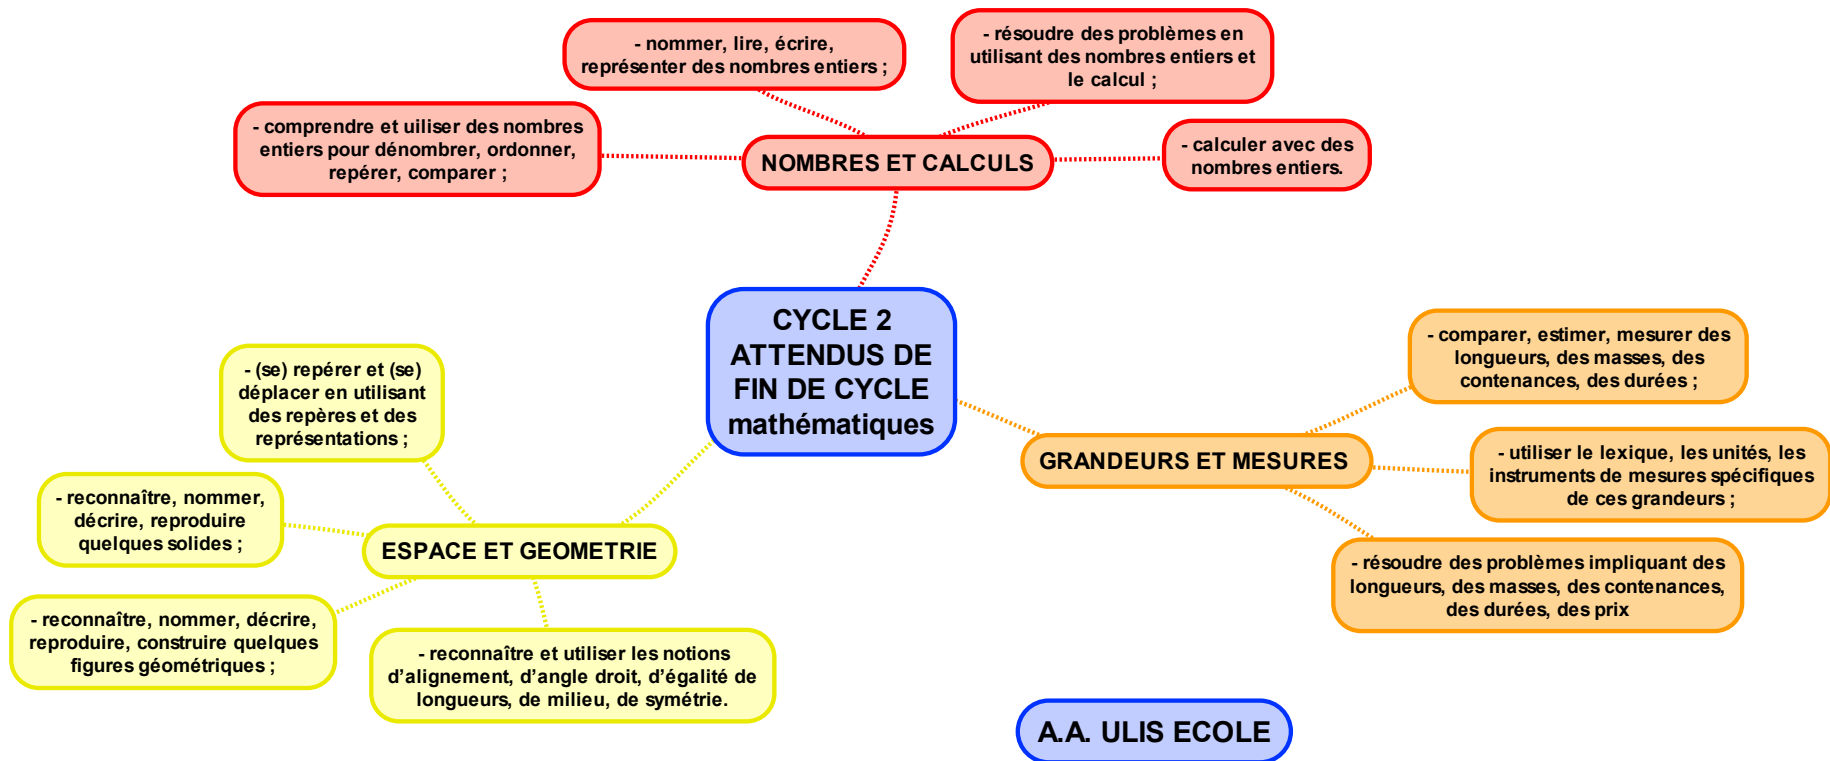 - nommer, lire, écrire,
représenter des nombres entiers ;
- résoudre des problèmes en
utilisant des nombres entiers et
le calcul ;
- comprendre et uiliser des nombres
entiers pour dénombrer, ordonner,
repérer, comparer ;
NOMBRES ET CALCULS
- calculer avec des
nombres entiers.
CYCLE 2
ATTENDUS DE
FIN DE CYCLE
mathématiques
- comparer, estimer, mesurer des
longueurs, des masses, des
contenances, des durées ;
GRANDEURS ET MESURES
- utiliser le lexique, les unités, les
instruments de mesures spécifiques
de ces grandeurs ;
- résoudre des problèmes impliquant des
longueurs, des masses, des contenances,
des durées, des prix
- (se) repérer et (se)
déplacer en utilisant
des repères et des
représentations ;
- reconnaître, nommer,
décrire, reproduire
quelques solides ;
ESPACE ET GEOMETRIE
- reconnaître, nommer, décrire,
reproduire, construire quelques
figures géométriques ;
- reconnaître et utiliser les notions
d’alignement, d’angle droit, d’égalité de
longueurs, de milieu, de symétrie.
A.A. ULIS ECOLE